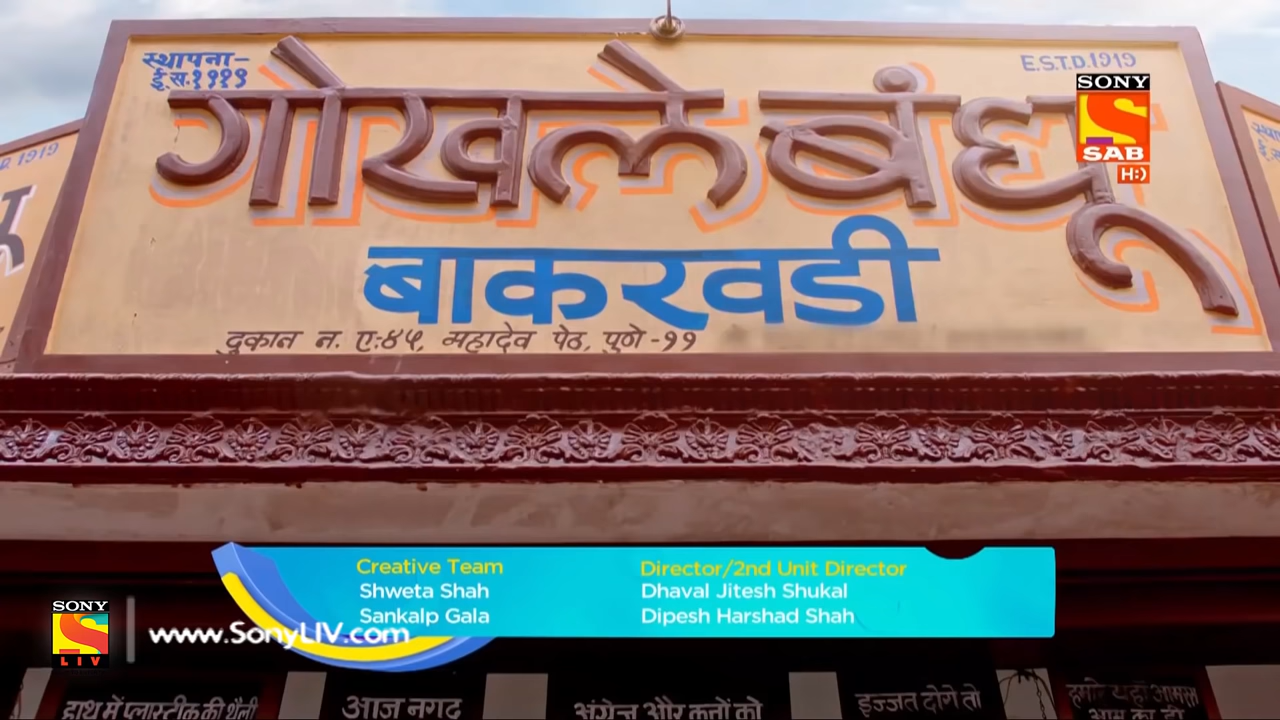 स्थापना-
ई.स.१९१९
E.S.T.D.1919
गोखले बंधू
बाकरवडी
दुकान न. ए:४५, महादेव पेठ, पुणे -११
SONY
SAB
H:)
1919
Creative Team
Shweta Shah
Sankalp Gala
Director/2nd Unit Director
Dhaval Jitesh Shukal
Dipesh Harshad Shah
SONY
LIV
www.SonyLIV.com
हाथ में प्लास्टीक की थैली
आज नगद
अंग्रेज और कुत्तों को
इज्जत दोगे तो